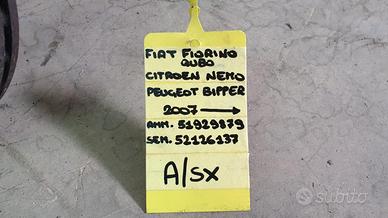 FIAT FIORINO
QUBO
CITROEN NEMO
PEUGEOT BIPPER
2007 →
AMM. 51929879
SEM. 52126137
A/SX
subito